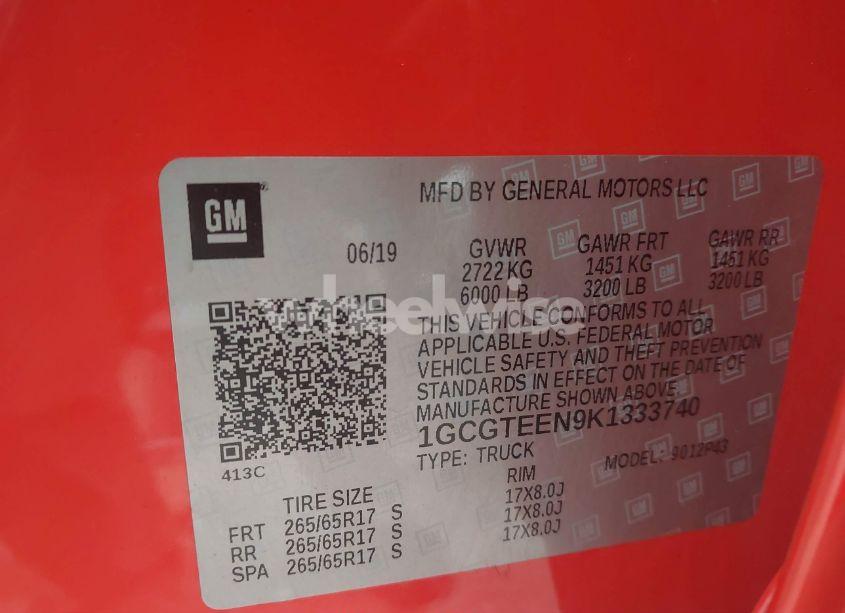 GM
MFD BY GENERAL MOTORS LLC
06/19
GVWR GAWR FRT GAWR RR
2722 KG 1451 KG 1451 KG
6000 LB 3200 LB 3200 LB
THIS VEHICLE CONFORMS TO ALL
APPLICABLE U.S. FEDERAL MOTOR
VEHICLE SAFETY AND THEFT PREVENTION
STANDARDS IN EFFECT ON THE DATE OF
MANUFACTURE SHOWN ABOVE
1GCGTEEN9K1333740
TYPE: TRUCK MODEL: 9012P43
413C
TIRE SIZE RIM
FRT 265/65R17 S 17X8.0J
RR 265/65R17 S 17X8.0J
SPA 265/65R17 S 17X8.0J